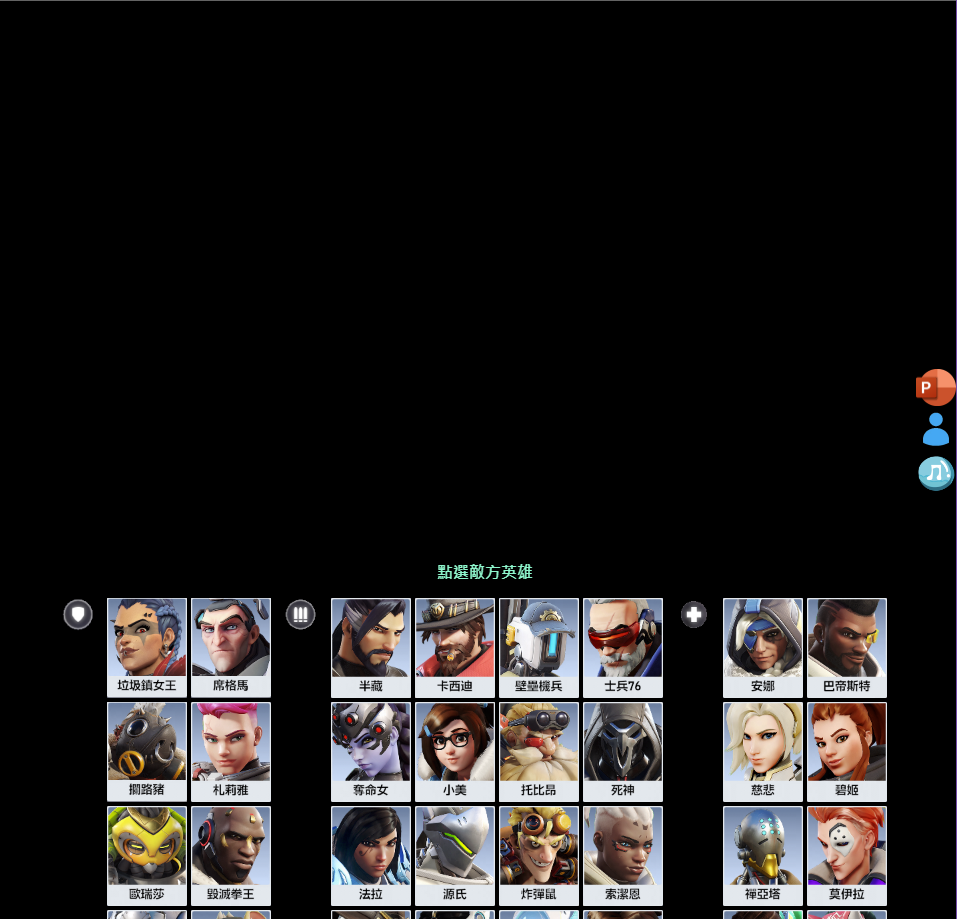 P
點選敵方英雄
垃圾鎮女王 席格馬 半藏 卡西迪 壁壘機兵 士兵76 安娜 巴帝斯特
攔路豬 札莉雅 奪命女 小美 托比昂 死神 慈悲 碧姬
歐瑞莎 毀滅拳王 法拉 源氏 炸彈鼠 索潔恩 禪亞塔 莫伊拉